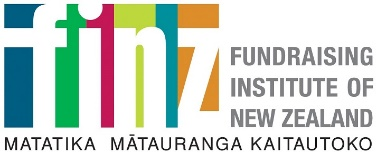 finz
FUNDRAISING
INSTITUTE OF
NEW ZEALAND
MATATIKA MĀTAURANGA KAITAUTOKO